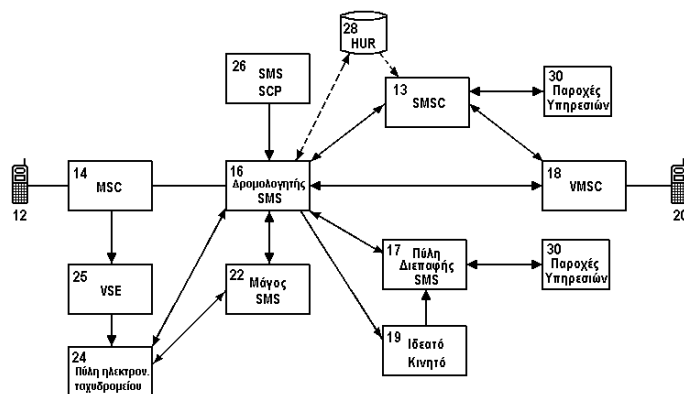 28
HUR
26
SMS
SCP
13
SMSC
30
Παροχές
Υπηρεσιών
14
MSC
16
Δρομολογητής
SMS
18
VMSC
12
20
25
VSE
22
Μάγος
SMS
17
Πύλη
Διεπαφής
SMS
30
Παροχές
Υπηρεσιών
24
Πύλη ηλεκτρον.
ταχυδρομείου
19
Ιδεατό
Κινητό